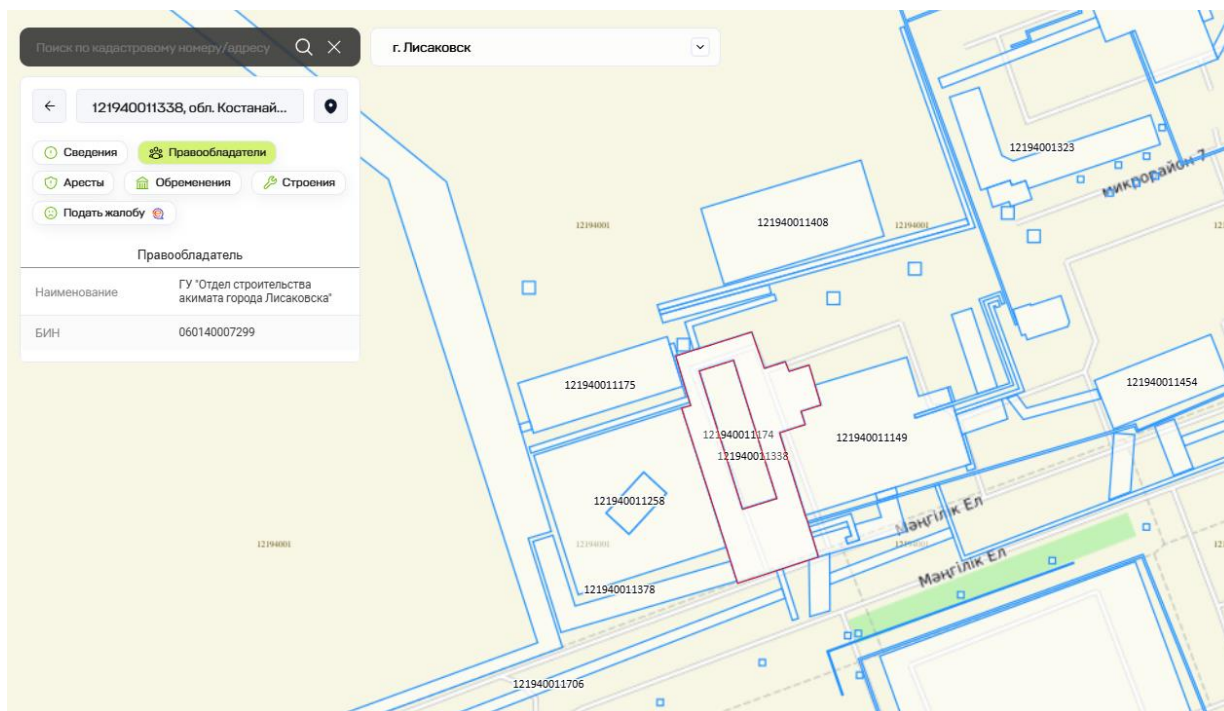 Поиск по кадастровому номеру/адресу
г. Лисаковск
121940011338, обл. Костанай...
Сведения
Правообладатели
Аресты
Обременения
Строения
Подать жалобу
Правообладатель
Наименование
ГУ "Отдел строительства
акимата города Лисаковска"
БИН
060140007299
12194001323
микрорайон 7
12194001
121940011408
12194001
121940011175
121940011454
121940011174
121940011338
121940011149
121940011258
Мәңгілік Ел
12194001
12194001
12194001
Мәңгілік Ел
121940011378
121940011706